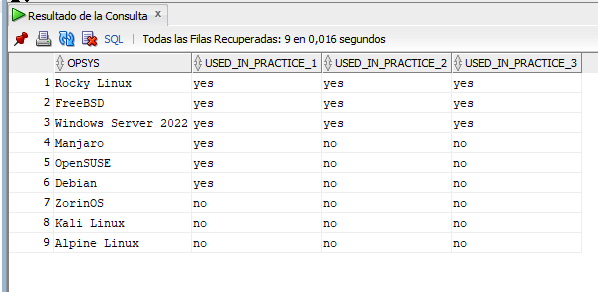 Resultado de la Consulta x
SQL | Todas las Filas Recuperadas: 9 en 0,016 segundos
OPSYS USED_IN_PRACTICE_1 USED_IN_PRACTICE_2 USED_IN_PRACTICE_3
1 Rocky Linux yes yes yes
2 FreeBSD yes yes yes
3 Windows Server 2022 yes yes yes
4 Manjaro yes no no
5 OpenSUSE yes no no
6 Debian yes no no
7 ZorinOS no no no
8 Kali Linux no no no
9 Alpine Linux no no no